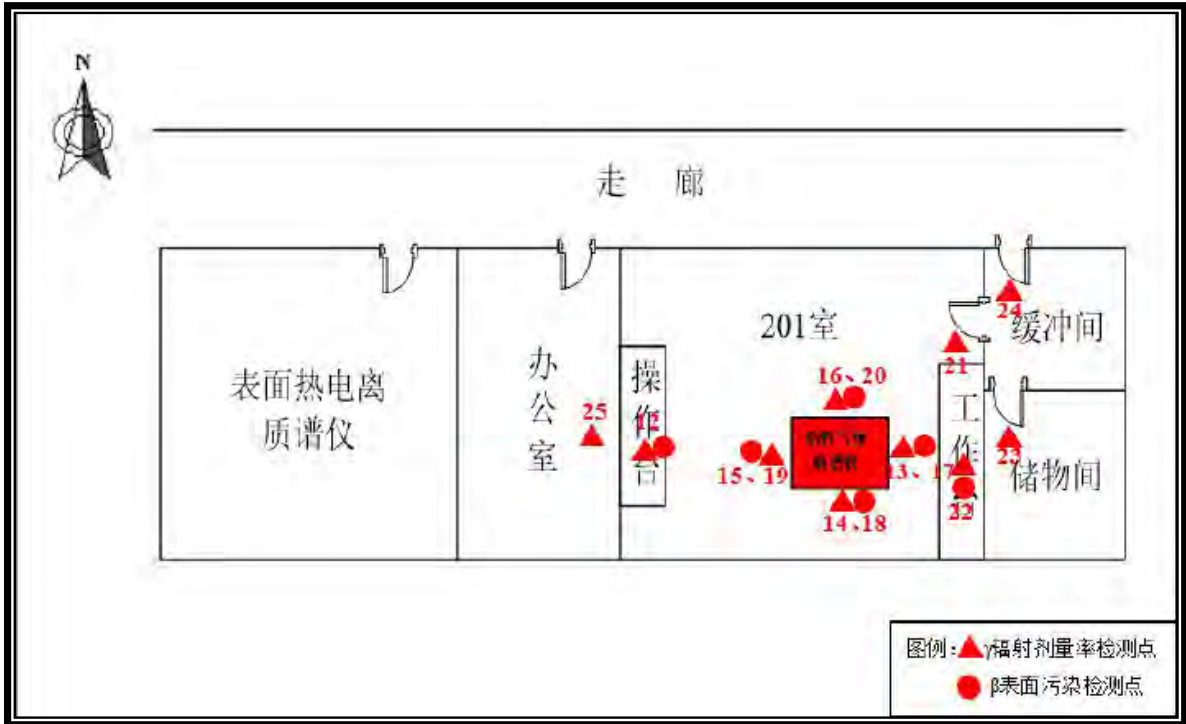 N
走 廊
201室
24
缓冲间
21
表面热电离
质谱仪
办公室
25
操作台
12
16、20
15、19
13、17
14、18
工作
22
23
储物间
图例:
γ辐射剂量率检测点
β表面污染检测点